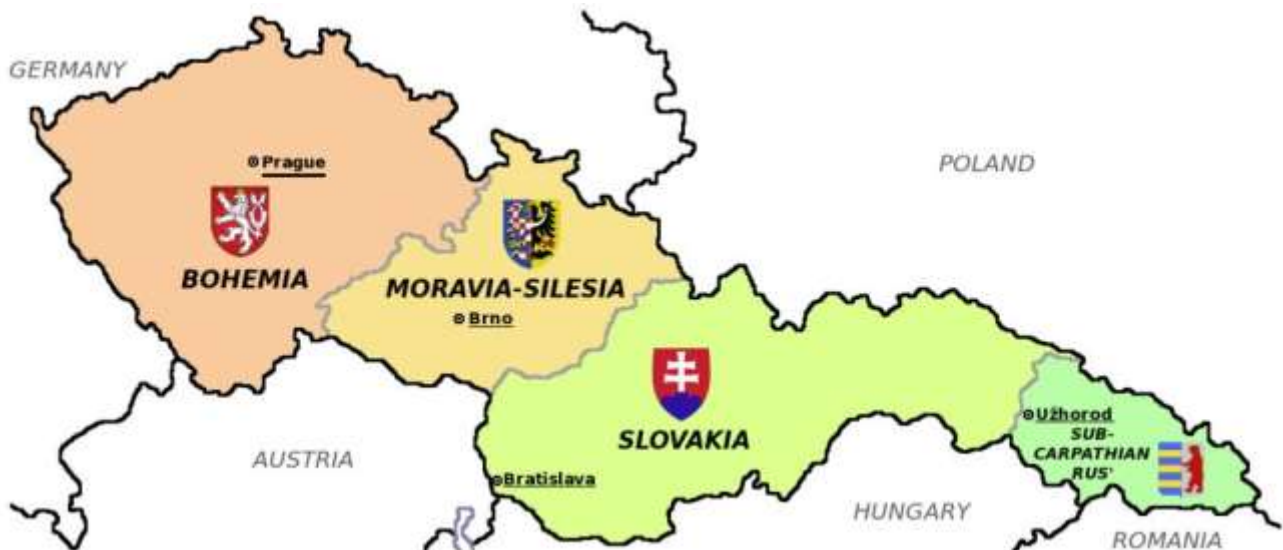 GERMANY
POLAND
Prague
BOHEMIA
MORAVIA-SILESIA
Brno
SLOVAKIA
Užhorod
SUB-
CARPATHIAN
RUS'
AUSTRIA
Bratislava
HUNGARY
ROMANIA